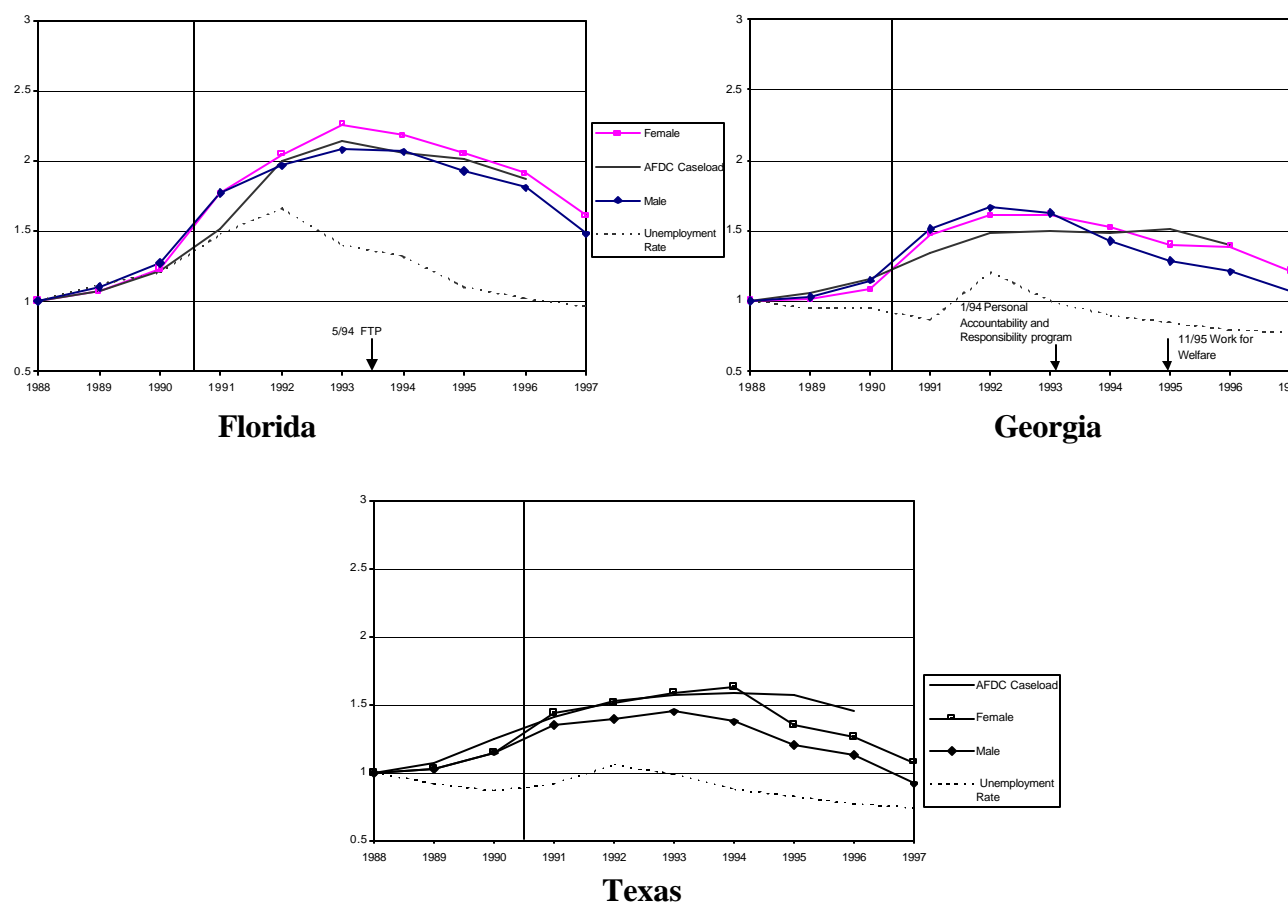 3
2.5
2
1.5
1
0.5
1988 1989 1990 1991 1992 1993 1994 1995 1996 1997
5/94 FTP
Female
AFDC Caseload
Male
Unemployment
Rate
Florida
3
2.5
2
1.5
1
0.5
1988 1989 1990 1991 1992 1993 1994 1995 1996
1/94 Personal
Accountability and
Responsibility program
11/95 Work for
Welfare
Georgia
3
2.5
2
1.5
1
0.5
1988 1989 1990 1991 1992 1993 1994 1995 1996 1997
AFDC Caseload
Female
Male
Unemployment
Rate
Texas